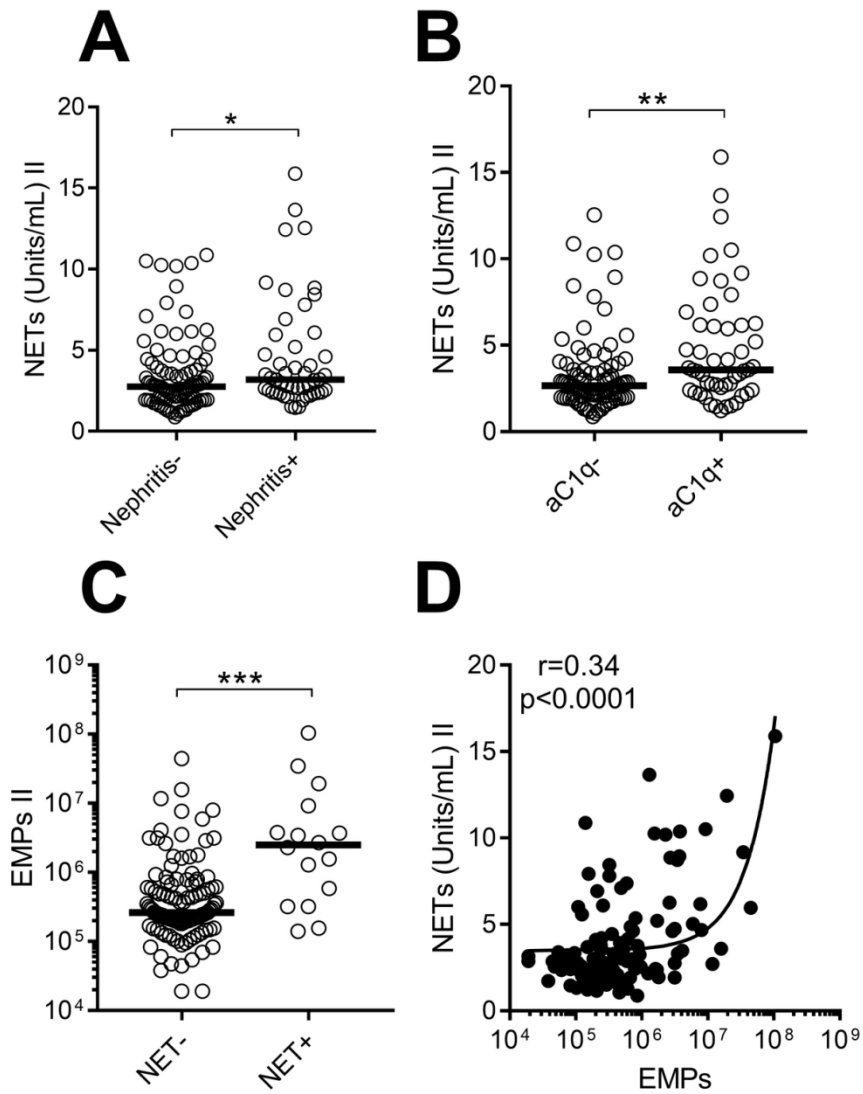 A
NETs (Units/mL) II
20
15
10
5
0
*
Nephritis-
Nephritis+
B
NETs (Units/mL) II
20
15
10
5
0
**
aC1q-
aC1q+
C
EMPs II
10⁹
10⁸
10⁷
10⁶
10⁵
10⁴
***
NET-
NET+
D
NETs (Units/mL) II
20
15
10
5
0
r=0.34
p<0.0001
10⁴ 10⁵ 10⁶ 10⁷ 10⁸ 10⁹
EMPs